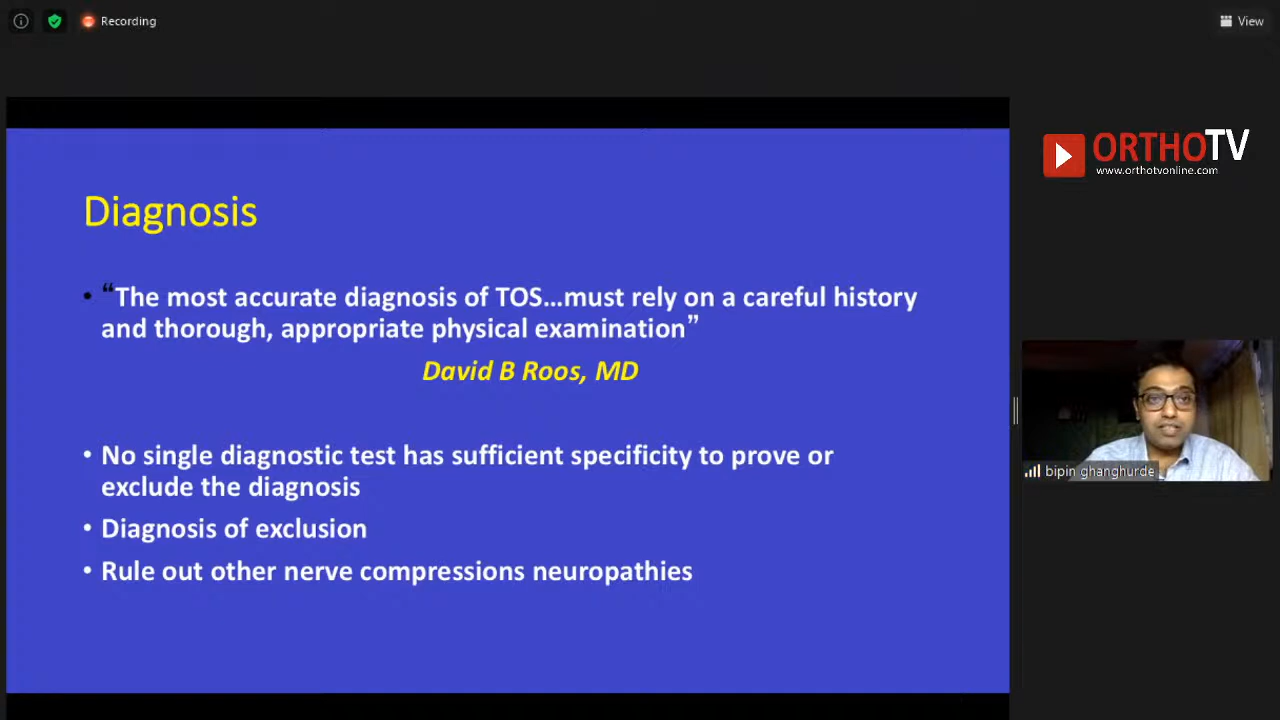 Recording
View
ORTHOTV
www.orthotvonline.com
Diagnosis
• “The most accurate diagnosis of TOS...must rely on a careful history
and thorough, appropriate physical examination”
David B Roos, MD
• No single diagnostic test has sufficient specificity to prove or
exclude the diagnosis
• Diagnosis of exclusion
• Rule out other nerve compressions neuropathies
bipin ghanghurde